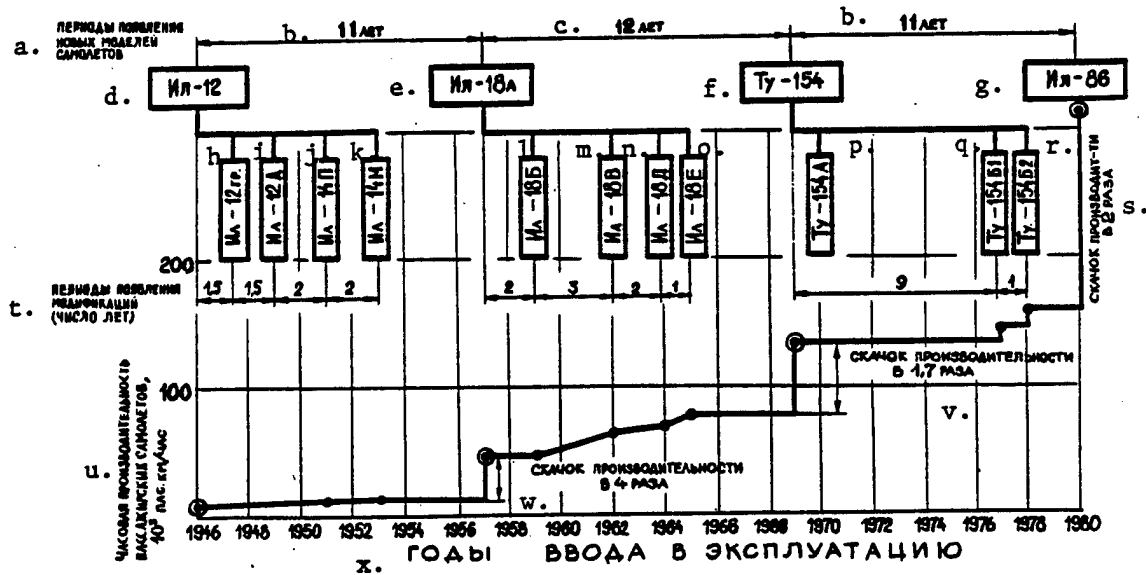 a. ПЕРИОДЫ ПОЯВЛЕНИЯ
НОВЫХ МОДЕЛЕЙ
САМОЛЕТОВ
b. 11 ЛЕТ c. 12 ЛЕТ b. 11 ЛЕТ
d. Ил-12 e. Ил-18А f. Ту-154 g. Ил-86
h. Ил-12гр.
i. Ил-12Д
j. Ил-14П
k. Ил-14М
l. Ил-18Б
m. Ил-18В
n. Ил-18Д
o. Ил-18Е
p. Ту-154А
q. Ту-154Б1
r. Ту-154Б2
s. СКАЧОК ПРОИЗВОДИТ-ТИ
В 2 РАЗА
200
t. ПЕРИОДЫ ПОЯВЛЕНИЯ
МОДИФИКАЦИЙ
(ЧИСЛО ЛЕТ)
1,5 1,5 2 2 2 3 2 1 9 1
100
u. ЧАСОВАЯ ПРОИЗВОДИТЕЛЬНОСТЬ
ПАССАЖИРСКИХ САМОЛЕТОВ,
10³ ПАС. КМ/ЧАС
СКАЧОК ПРОИЗВОДИТЕЛЬНОСТИ
В 1,7 РАЗА
v.
СКАЧОК ПРОИЗВОДИТЕЛЬНОСТИ
В 4 РАЗА
w.
1946 1948 1950 1952 1954 1956 1958 1960 1962 1964 1966 1968 1970 1972 1974 1976 1978 1980
x. ГОДЫ ВВОДА В ЭКСПЛУАТАЦИЮ